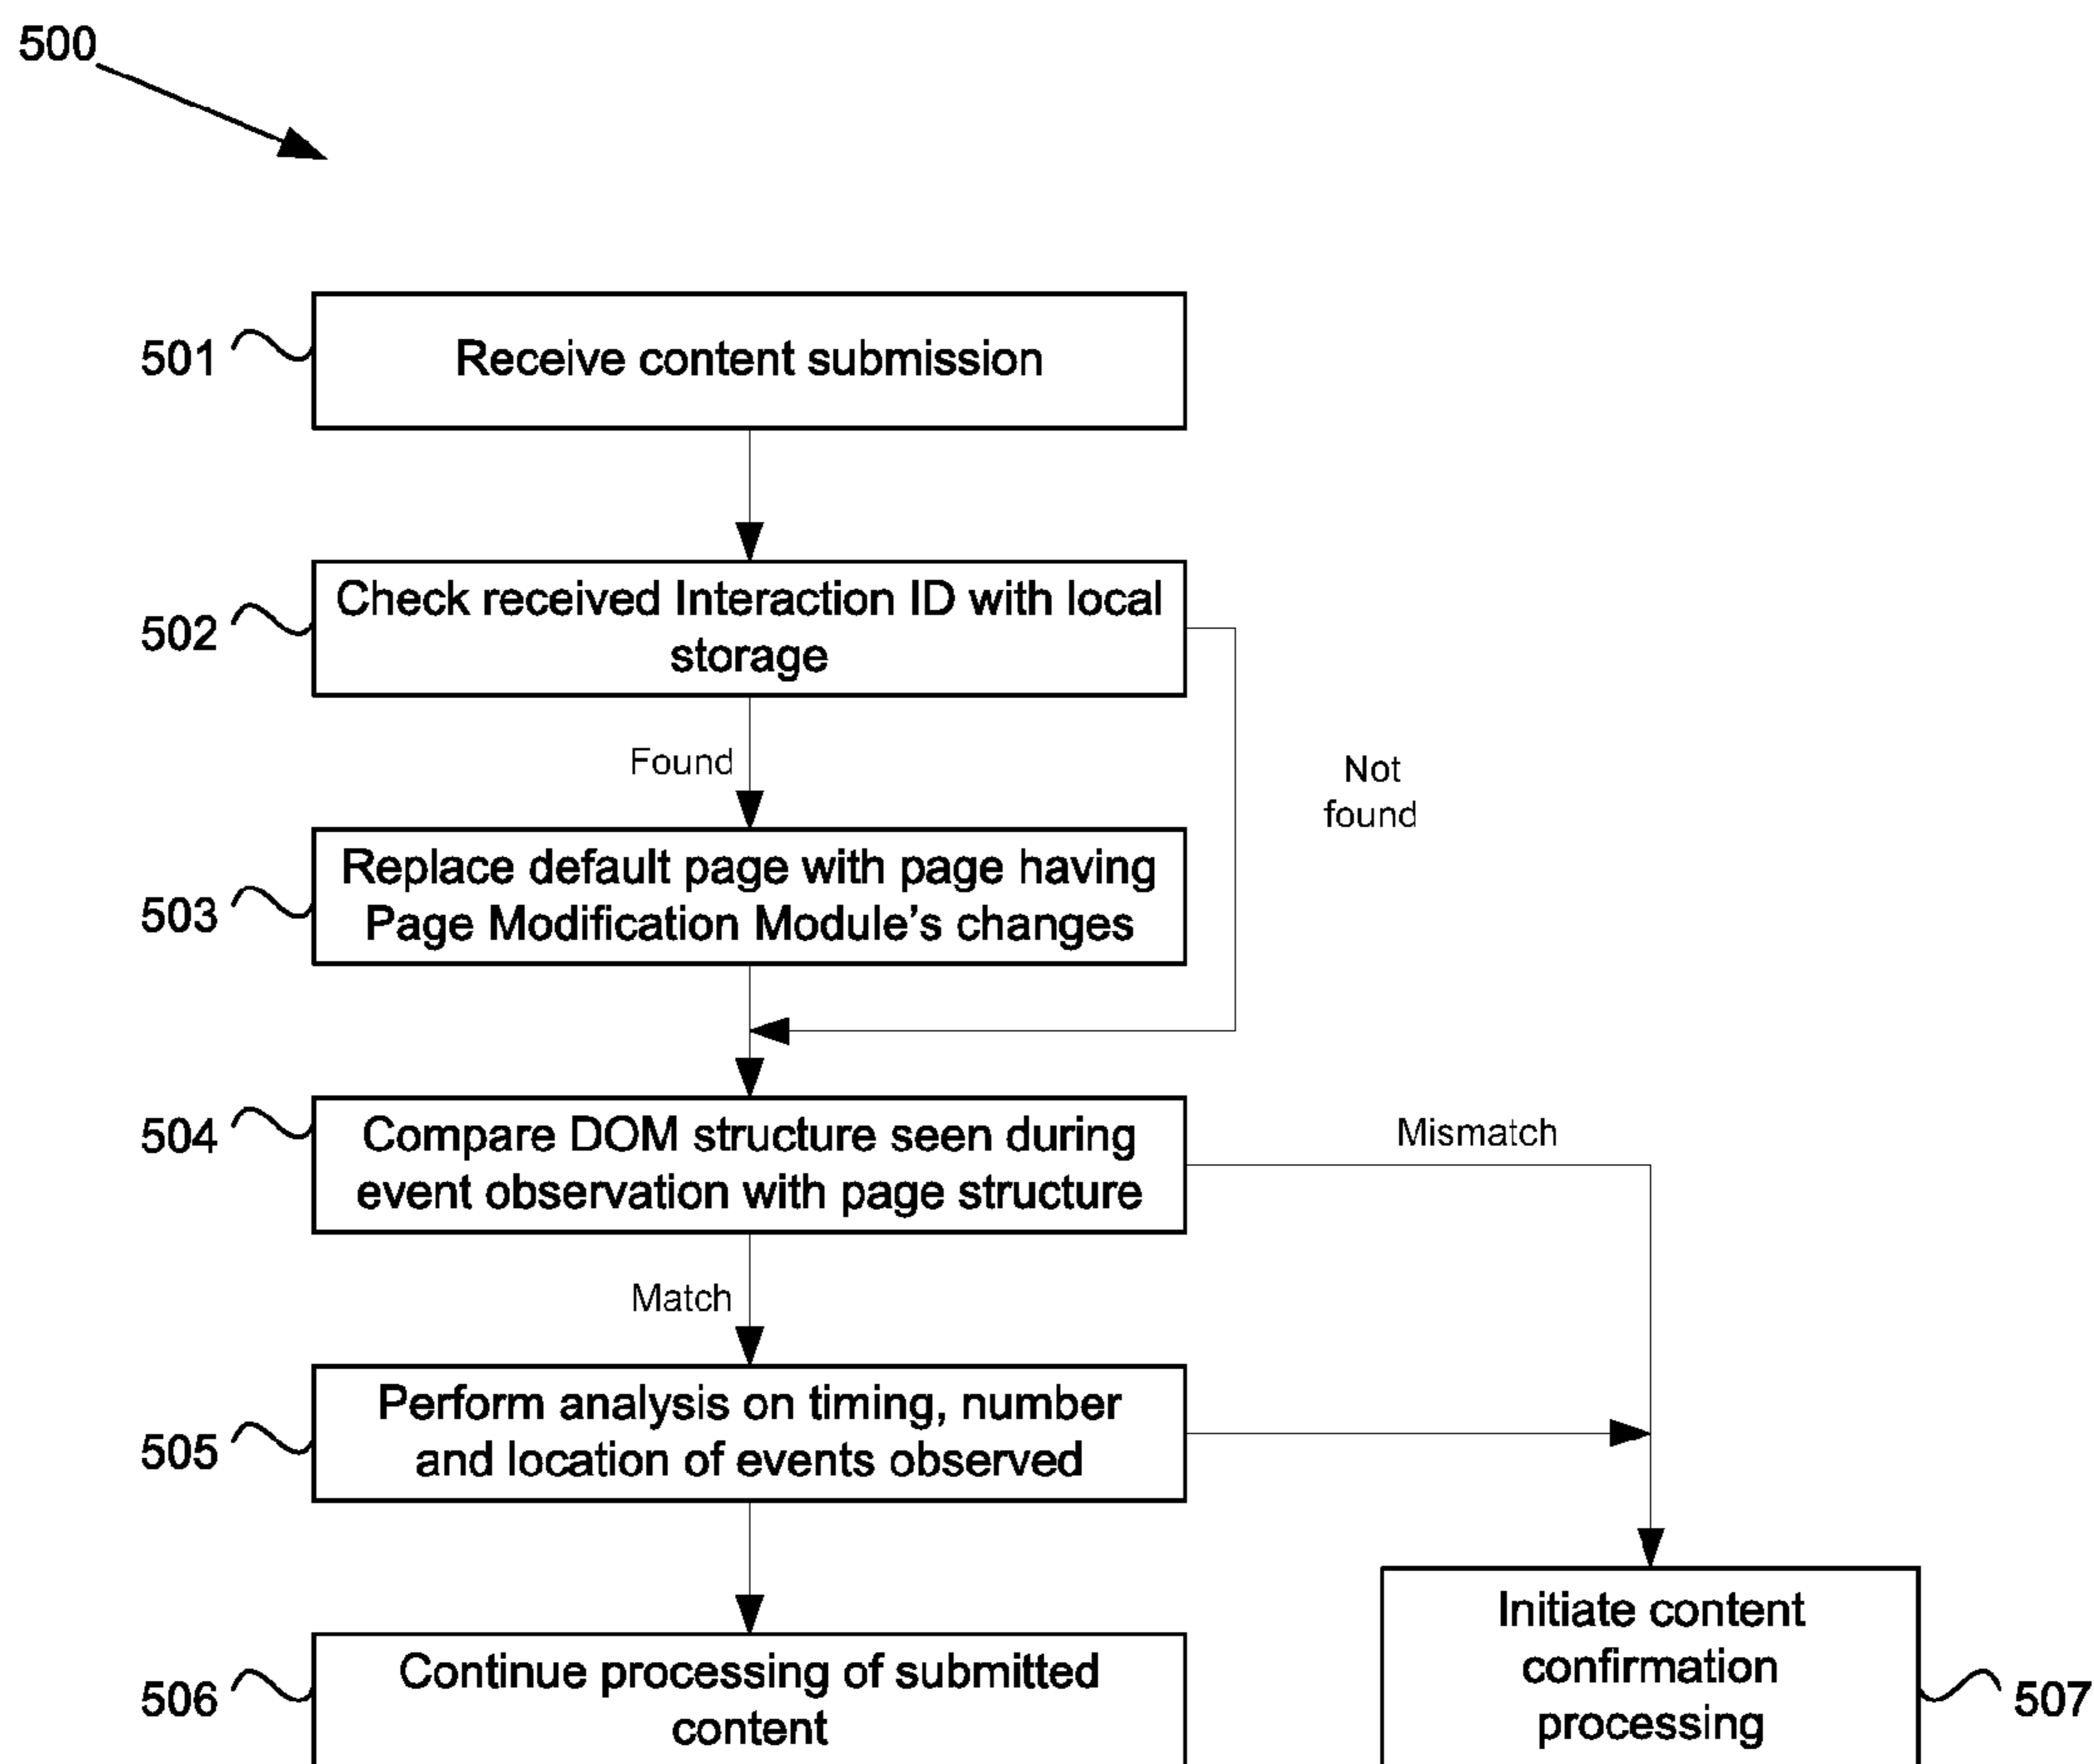 500
501
Receive content submission
502
Check received Interaction ID with local
storage
Found
Not
found
503
Replace default page with page having
Page Modification Module's changes
504
Compare DOM structure seen during
event observation with page structure
Mismatch
Match
505
Perform analysis on timing, number
and location of events observed
506
Continue processing of submitted
content
Initiate content
confirmation
processing
507